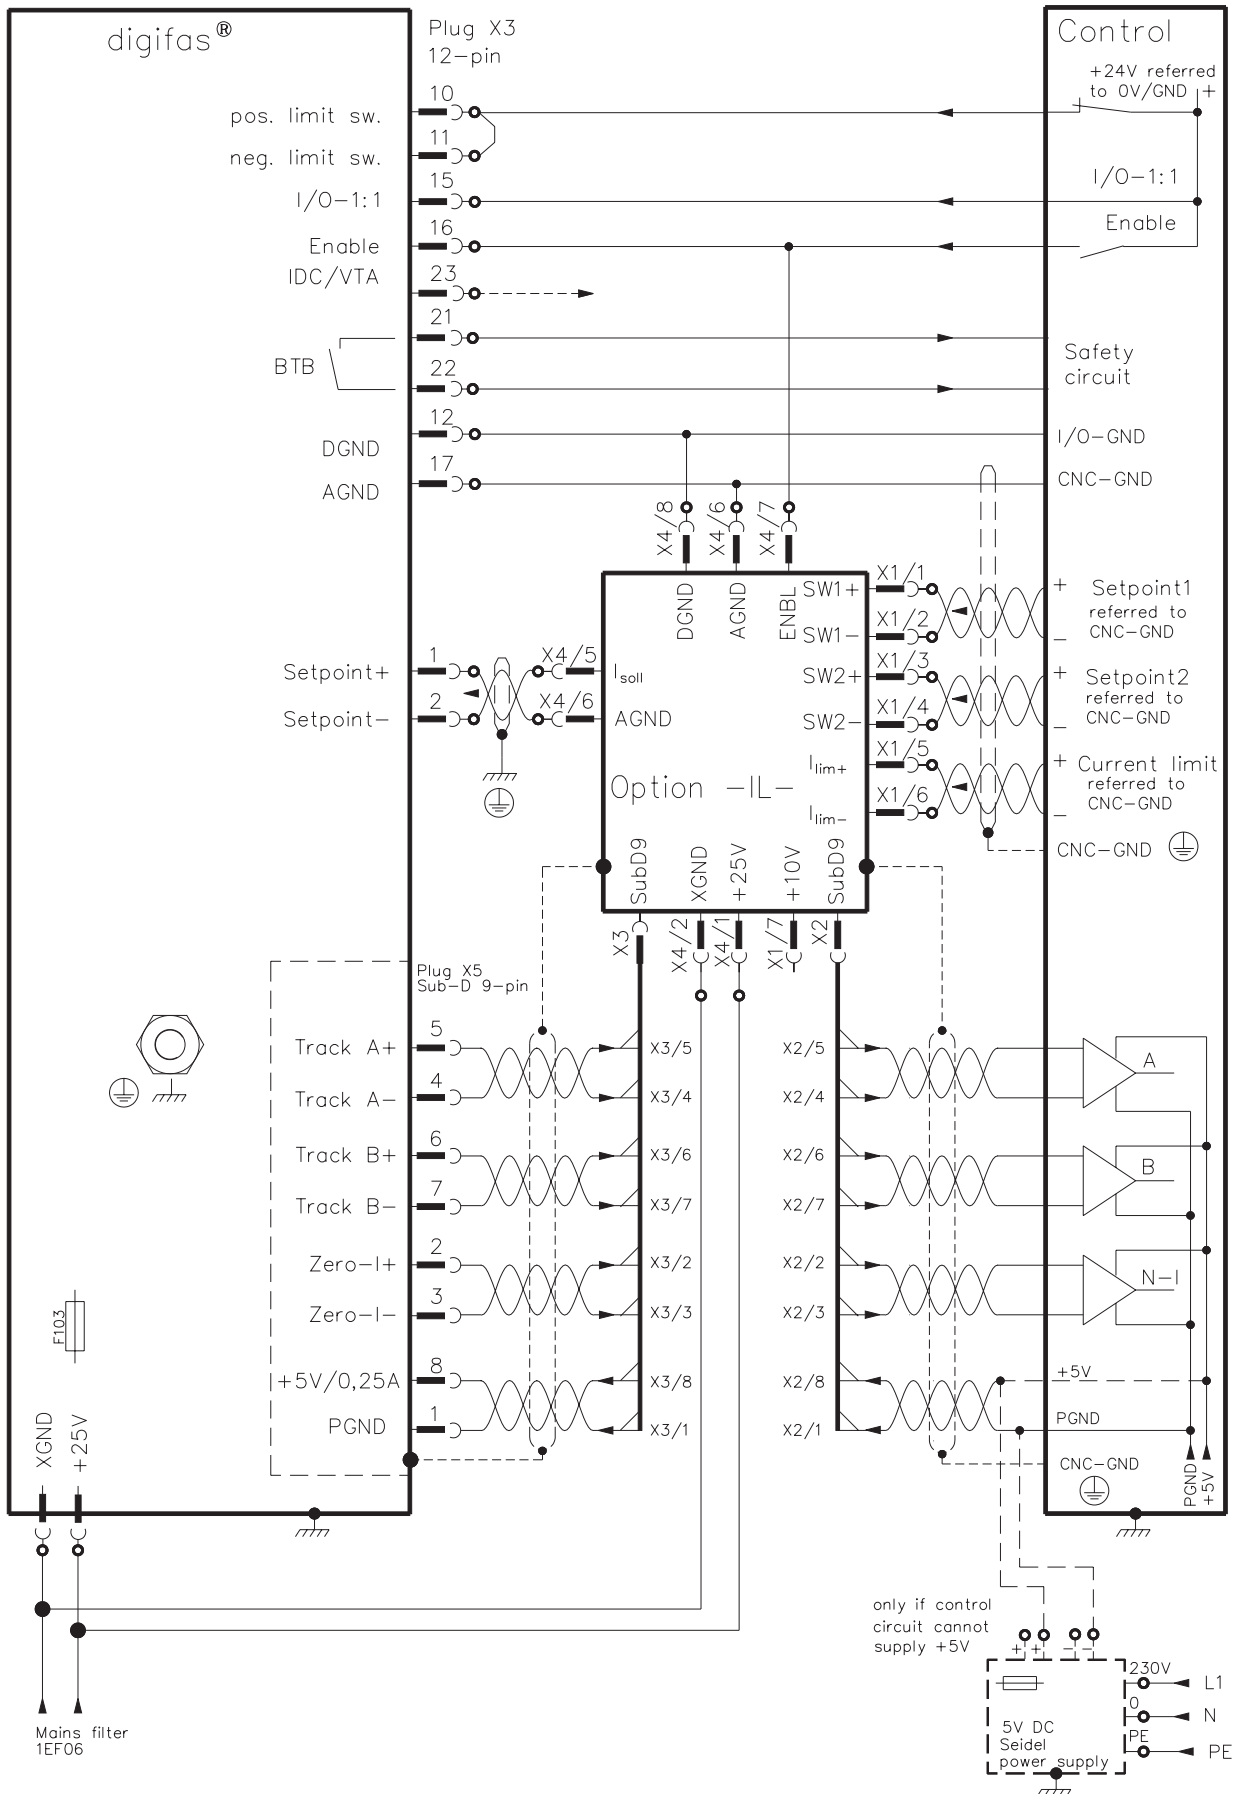 digifas®
Plug X3
12-pin
Control
+24V referred
to 0V/GND +
pos. limit sw.
10
neg. limit sw.
11
I/O-1:1
15
I/O-1:1
Enable
16
Enable
IDC/VTA
23
BTB
21
22
Safety
circuit
DGND
12
I/O-GND
AGND
17
CNC-GND
X4/8
X4/6
X4/7
DGND
AGND
ENBL
SW1+
X1/1
SW1-
X1/2
+
-
Setpoint1
referred to
CNC-GND
SW2+
X1/3
SW2-
X1/4
+
-
Setpoint2
referred to
CNC-GND
Ilim+
X1/5
Ilim-
X1/6
+
-
Current limit
referred to
CNC-GND
CNC-GND
Setpoint+
1
X4/5
Isoll
Setpoint-
2
X4/6
AGND
Option -IL-
SubD9
XGND
+25V
+10V
SubD9
X3
X4/2
X4/1
X1/7
X2
Plug X5
Sub-D 9-pin
Track A+
5
X3/5
X2/5
A
Track A-
4
X3/4
X2/4
Track B+
6
X3/6
X2/6
B
Track B-
7
X3/7
X2/7
Zero-I+
2
X3/2
X2/2
N-I
Zero-I-
3
X3/3
X2/3
+5V/0,25A
8
X3/8
X2/8
+5V
PGND
1
X3/1
X2/1
PGND
CNC-GND
PGND
+5V
F103
XGND
+25V
Mains filter
1EF06
only if control
circuit cannot
supply +5V
+ + - -
230V
L1
0
N
PE
PE
5V DC
Seidel
power supply